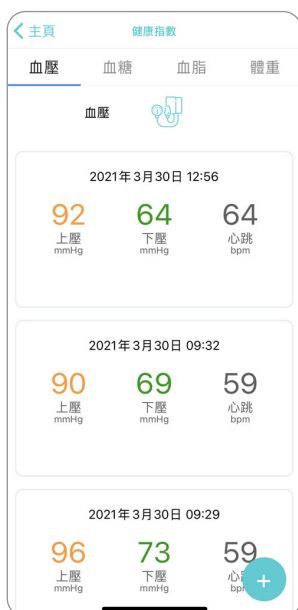 主頁
健康指數
血壓 血糖 血脂 體重
血壓
2021年3月30日 12:56
92 64 64
上壓 下壓 心跳
mmHg mmHg bpm
2021年3月30日 09:32
90 69 59
上壓 下壓 心跳
mmHg mmHg bpm
2021年3月30日 09:29
96 73 59
上壓 下壓
mmHg mmHg
+